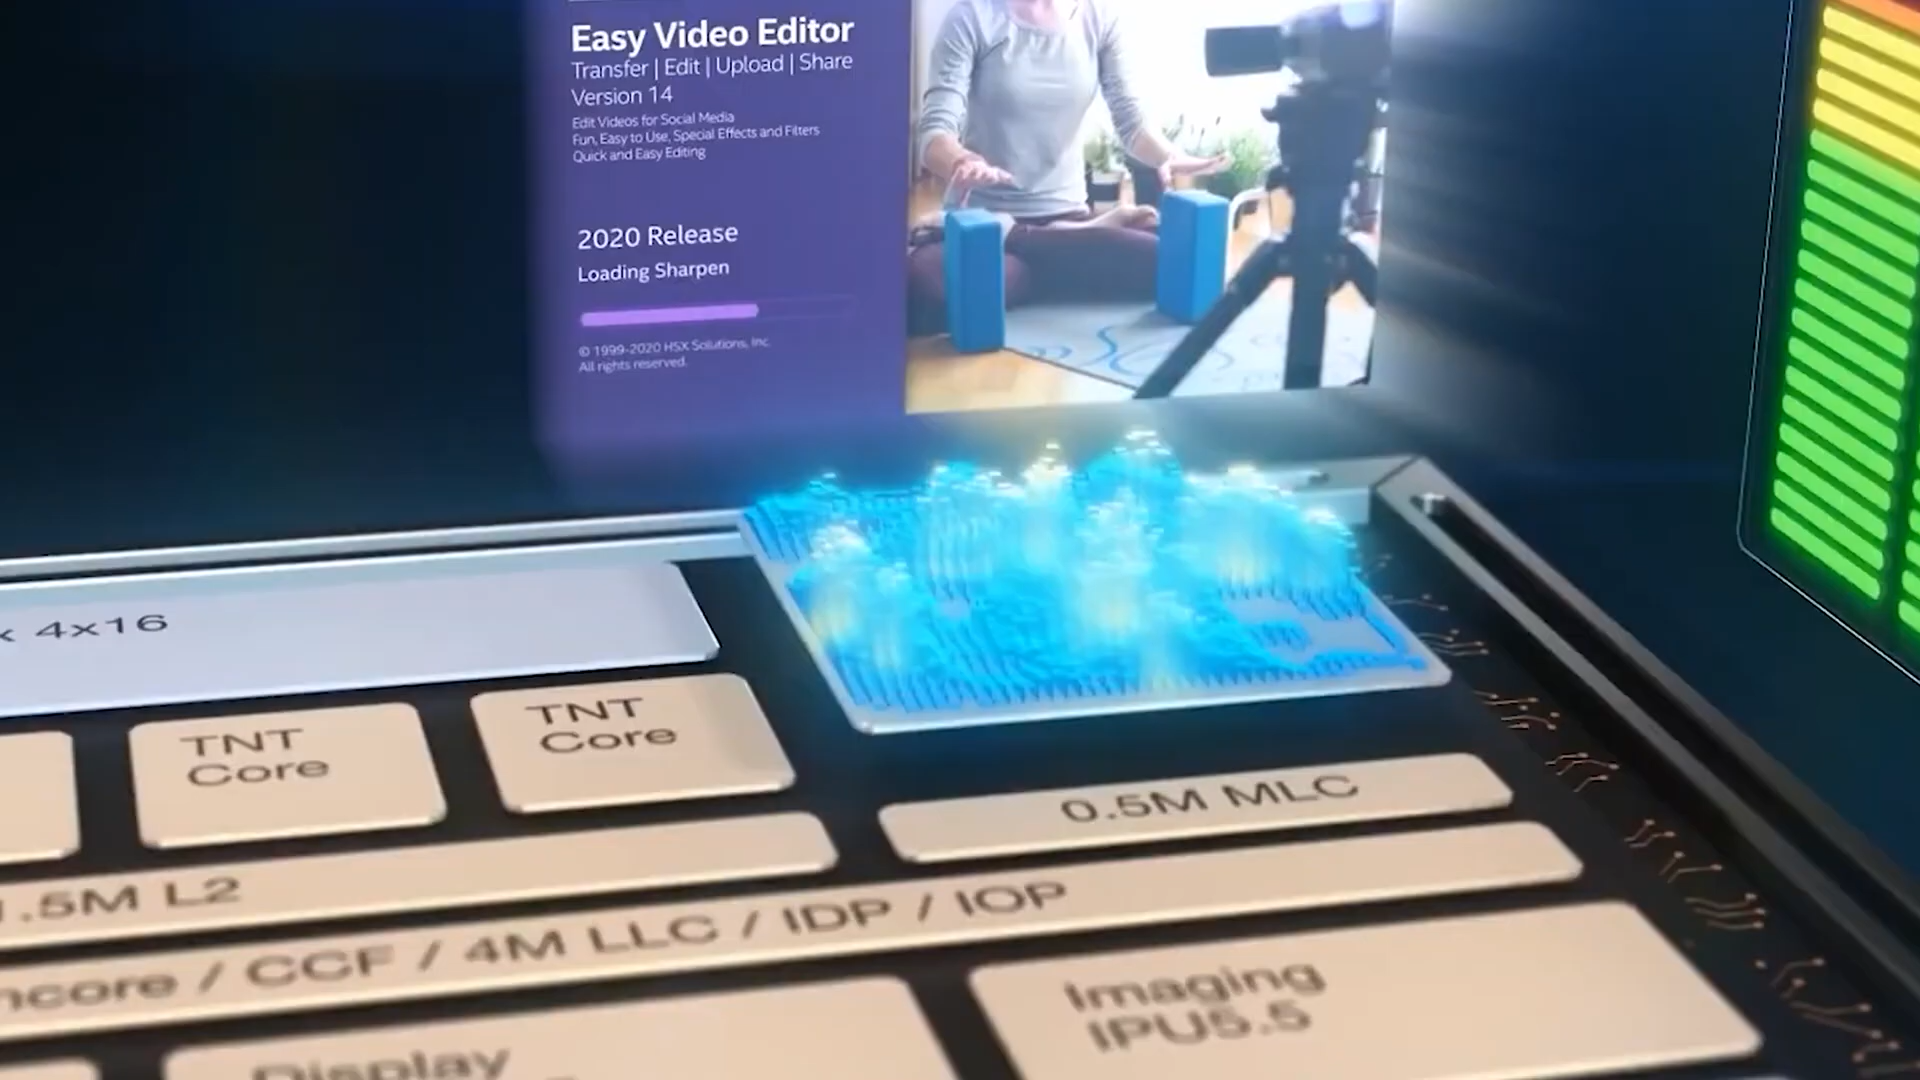 Easy Video Editor
Transfer | Edit | Upload | Share
Version 14
Edit Videos for Social Media
Fun, Easy to Use, Special Effects and Filters
Quick and Easy Editing
2020 Release
Loading Sharpen
© 1999-2020 HSX Solutions, Inc.
All rights reserved.
4x16
TNT
Core
TNT
Core
0.5M MLC
.5M L2
/ CCF / 4M LLC / IDP / IOP
Imaging
IPU5.5
Display